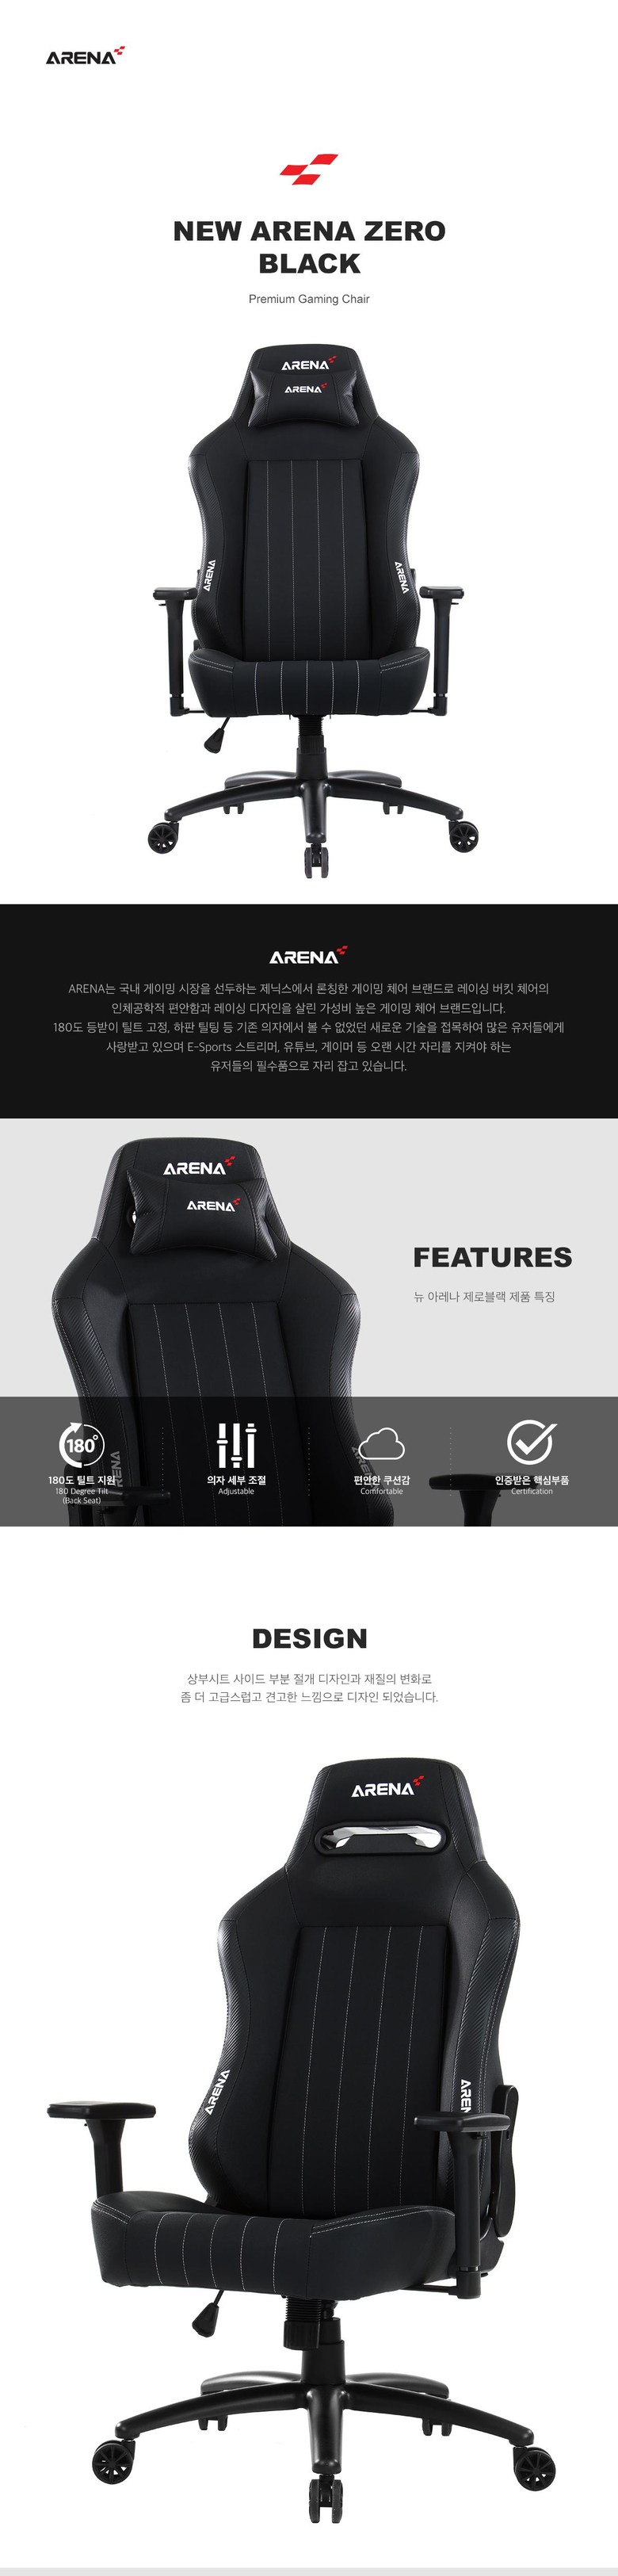 ARENA
NEW ARENA ZERO
BLACK
Premium Gaming Chair
ARENA
ARENA
ARENA
ARENA
ARENA
ARENA는 국내 게이밍 시장을 선두하는 제닉스에서 론칭한 게이밍 체어 브랜드로 레이싱 버킷 체어의
인체공학적 편안함과 레이싱 디자인을 살린 가성비 높은 게이밍 체어 브랜드입니다.
180도 등받이 틸트 고정, 하판 틸팅 등 기존 의자에서 볼 수 없었던 새로운 기술을 접목하여 많은 유저들에게
사랑받고 있으며 E-Sports 스트리머, 유튜브, 게이머 등 오랜 시간 자리를 지켜야 하는
유저들의 필수품으로 자리 잡고 있습니다.
ARENA
ARENA
FEATURES
뉴 아레나 제로블랙 제품 특징
180°
180도 틸트 지원
180 Degree Tilt
(Back Seat)
의자 세부 조절
Adjustable
편안한 쿠션감
Comfortable
인증받은 핵심부품
Certification
DESIGN
상부시트 사이드 부분 절개 디자인과 재질의 변화로
좀 더 고급스럽고 견고한 느낌으로 디자인 되었습니다.
ARENA
ARENA
AREN